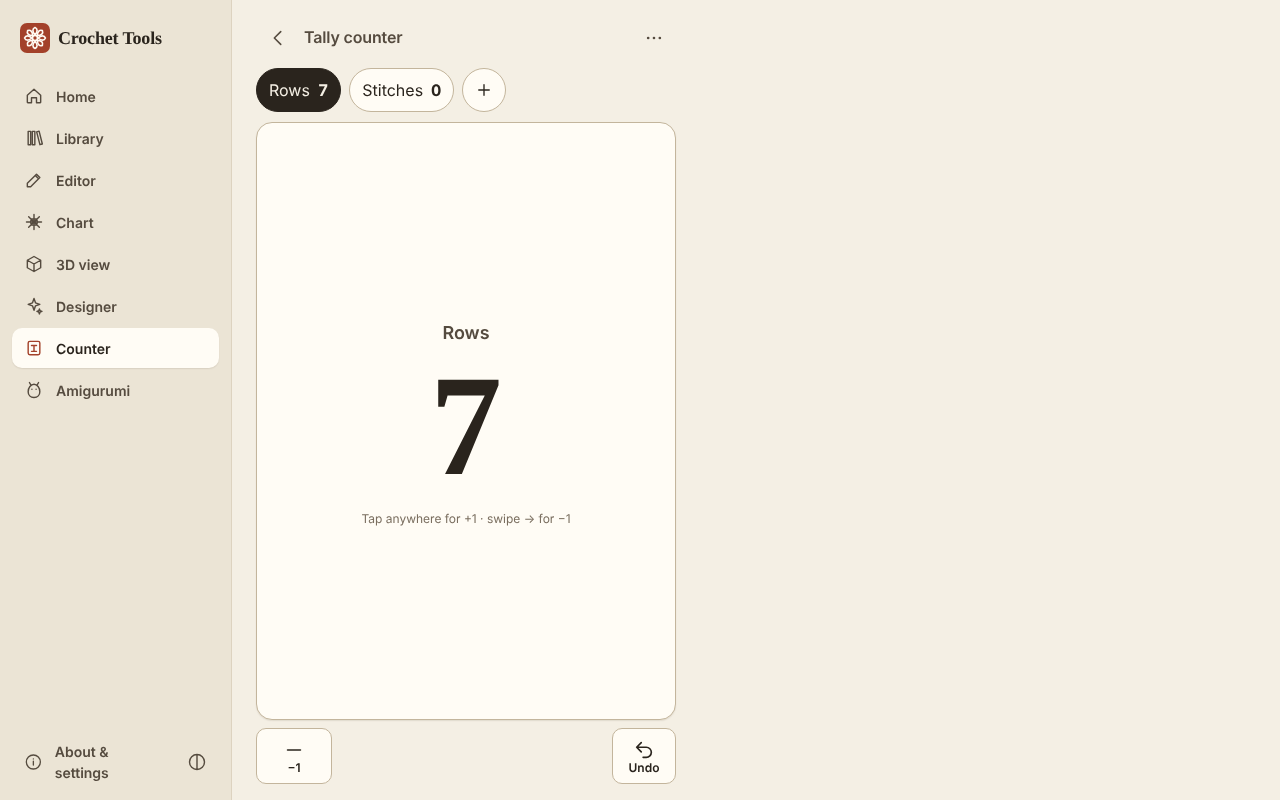 Crochet Tools
Home
Library
Editor
Chart
3D view
Designer
Counter
Amigurumi
About &
settings
Tally counter
Rows 7
Stitches 0
Rows
7
Tap anywhere for +1 · swipe → for −1
−1
Undo